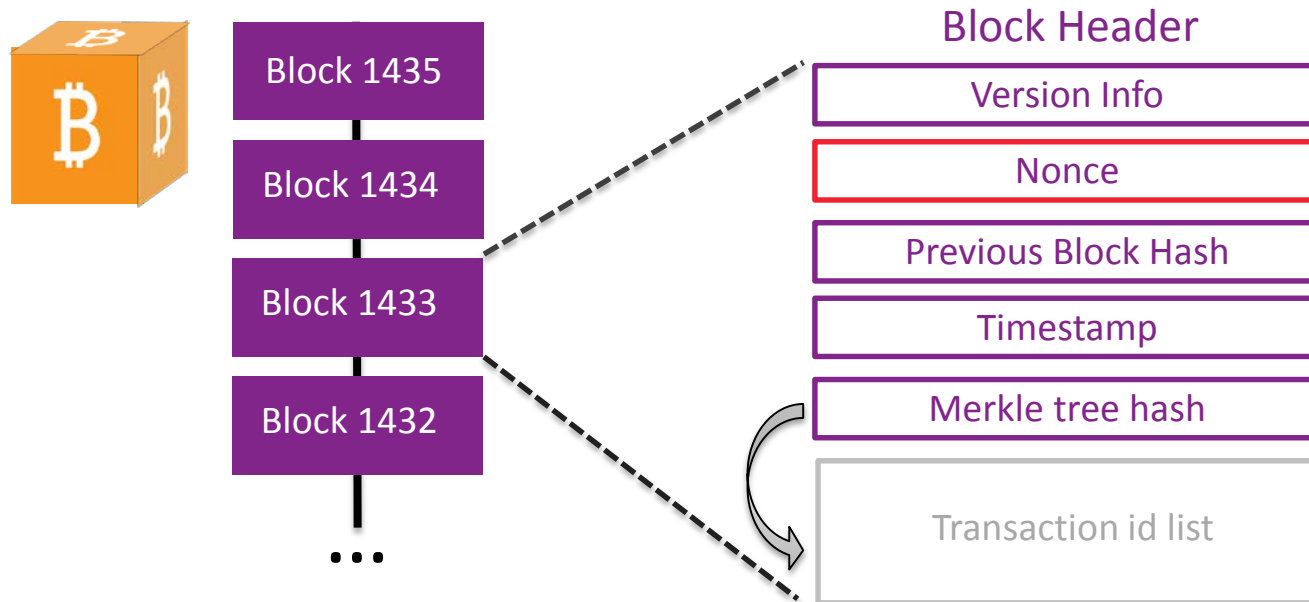 Block 1435
Block 1434
Block 1433
Block 1432
...
Block Header
Version Info
Nonce
Previous Block Hash
Timestamp
Merkle tree hash
Transaction id list